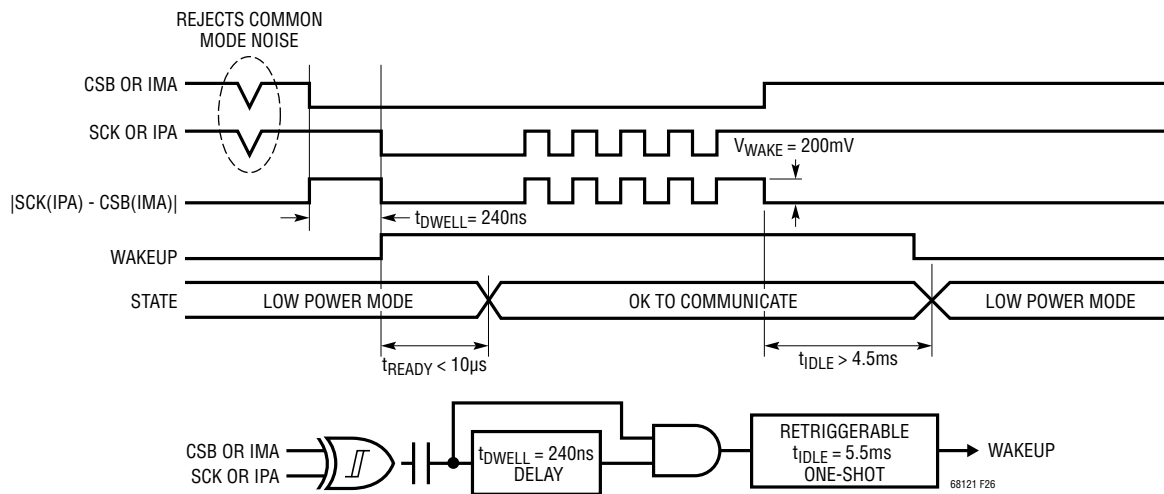 REJECTS COMMON
MODE NOISE
CSB OR IMA
SCK OR IPA
VWAKE = 200mV
|SCK(IPA) - CSB(IMA)|
tDWELL= 240ns
WAKEUP
STATE
LOW POWER MODE
OK TO COMMUNICATE
LOW POWER MODE
tREADY < 10µs
tIDLE > 4.5ms
CSB OR IMA
SCK OR IPA
tDWELL = 240ns
DELAY
RETRIGGERABLE
tIDLE = 5.5ms
ONE-SHOT
WAKEUP
68121 F26